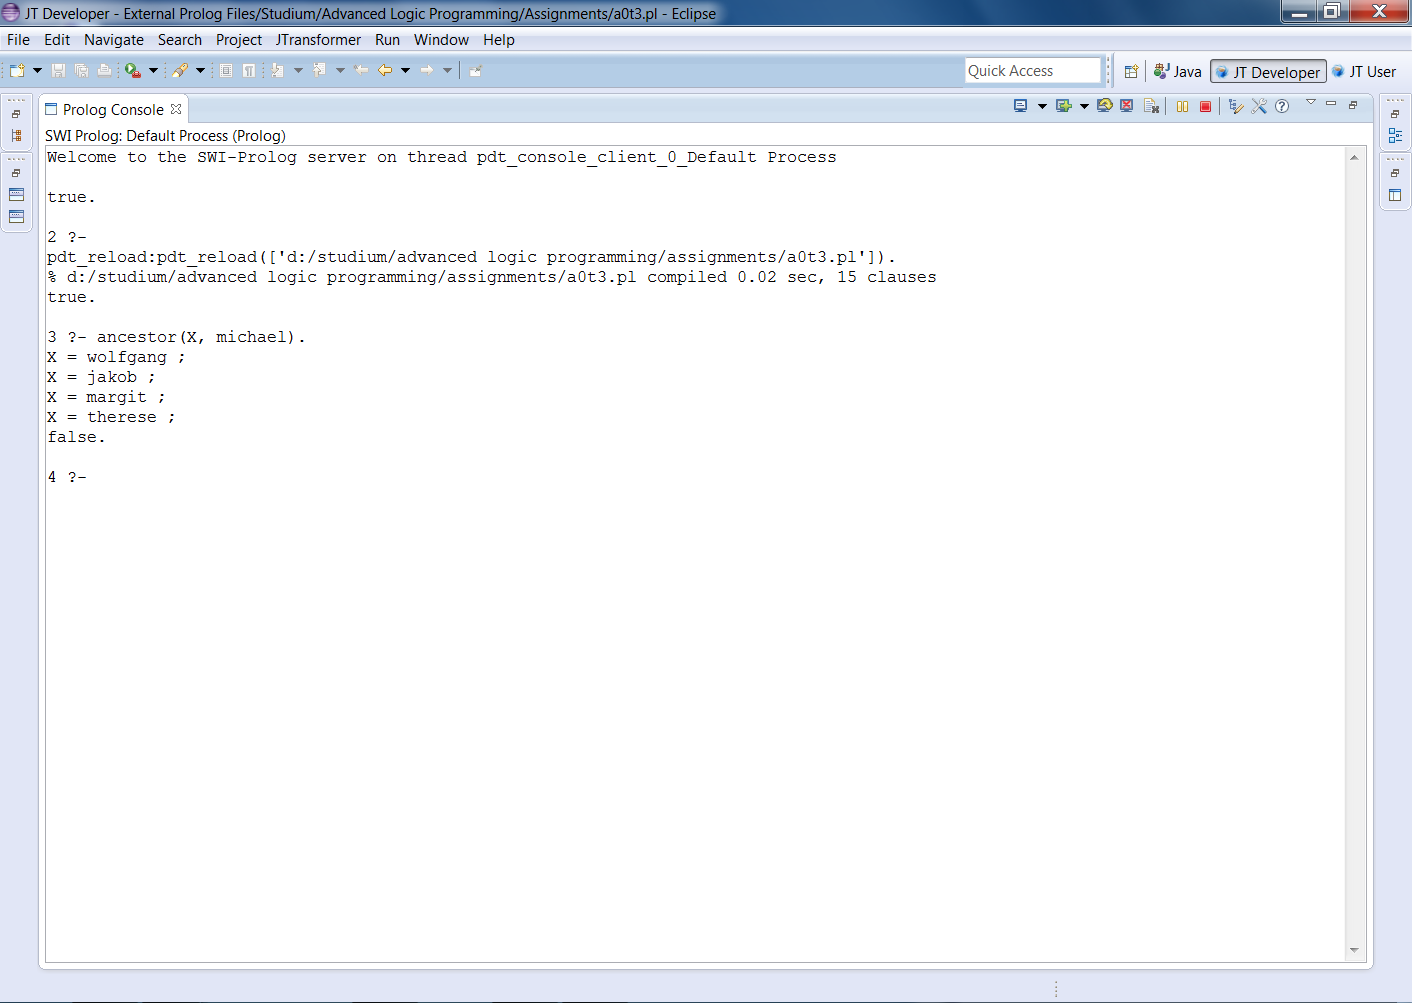 JT Developer - External Prolog Files/Studium/Advanced Logic Programming/Assignments/a0t3.pl - Eclipse
File Edit Navigate Search Project JTransformer Run Window Help
Quick Access Java JT Developer JT User
Prolog Console
SWI Prolog: Default Process (Prolog)
Welcome to the SWI-Prolog server on thread pdt_console_client_0_Default Process
true.
2 ?-
pdt_reload:pdt_reload(['d:/studium/advanced logic programming/assignments/a0t3.pl']).
% d:/studium/advanced logic programming/assignments/a0t3.pl compiled 0.02 sec, 15 clauses
true.
3 ?- ancestor(X, michael).
X = wolfgang ;
X = jakob ;
X = margit ;
X = therese ;
false.
4 ?-